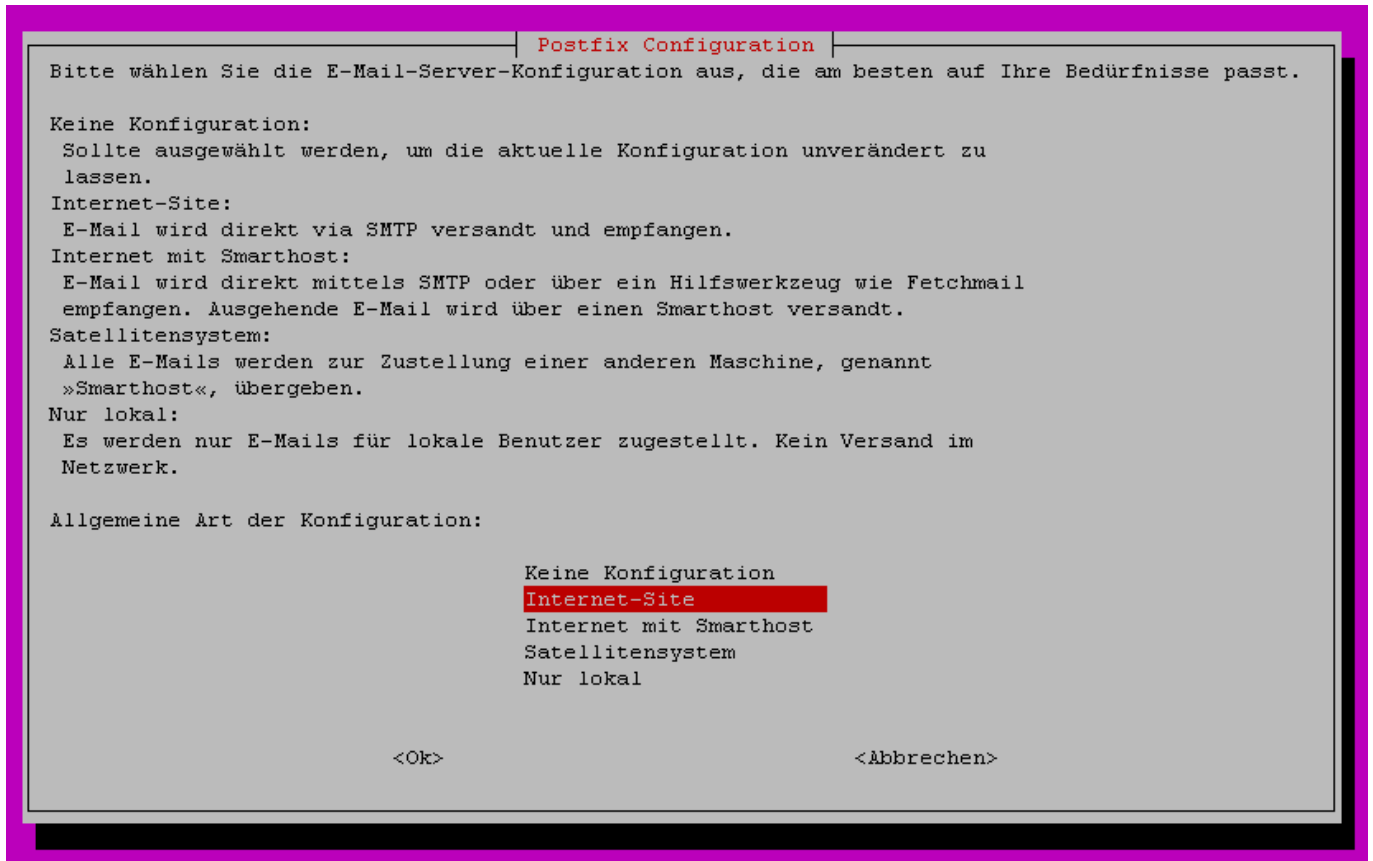 Postfix Configuration
Bitte wählen Sie die E-Mail-Server-Konfiguration aus, die am besten auf Ihre Bedürfnisse passt.
Keine Konfiguration:
Sollte ausgewählt werden, um die aktuelle Konfiguration unverändert zu
lassen.
Internet-Site:
E-Mail wird direkt via SMTP versandt und empfangen.
Internet mit Smarthost:
E-Mail wird direkt mittels SMTP oder über ein Hilfswerkzeug wie Fetchmail
empfangen. Ausgehende E-Mail wird über einen Smarthost versandt.
Satellitensystem:
Alle E-Mails werden zur Zustellung einer anderen Maschine, genannt
»Smarthost«, übergeben.
Nur lokal:
Es werden nur E-Mails für lokale Benutzer zugestellt. Kein Versand im
Netzwerk.
Allgemeine Art der Konfiguration:
Keine Konfiguration
Internet-Site
Internet mit Smarthost
Satellitensystem
Nur lokal
<Ok> <Abbrechen>